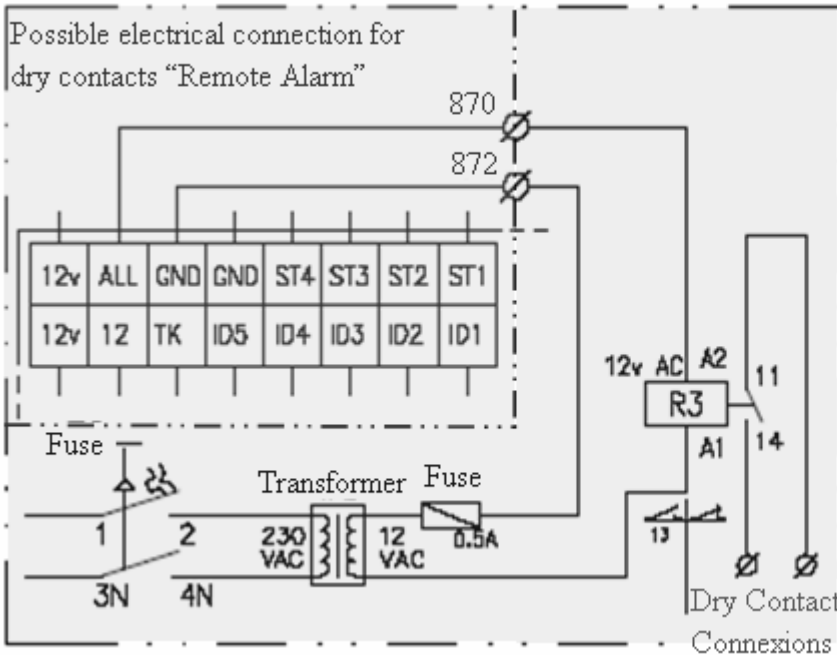 Possible electrical connection for
dry contacts “Remote Alarm”
870
872
12v ALL GND GND ST4 ST3 ST2 ST1
12v 12 TK ID5 ID4 ID3 ID2 ID1
12v AC A2
R3
A1
11
14
13
Fuse
1 2
3N 4N
Transformer
230
VAC
12
VAC
Fuse
0.5A
Dry Contact
Connexions